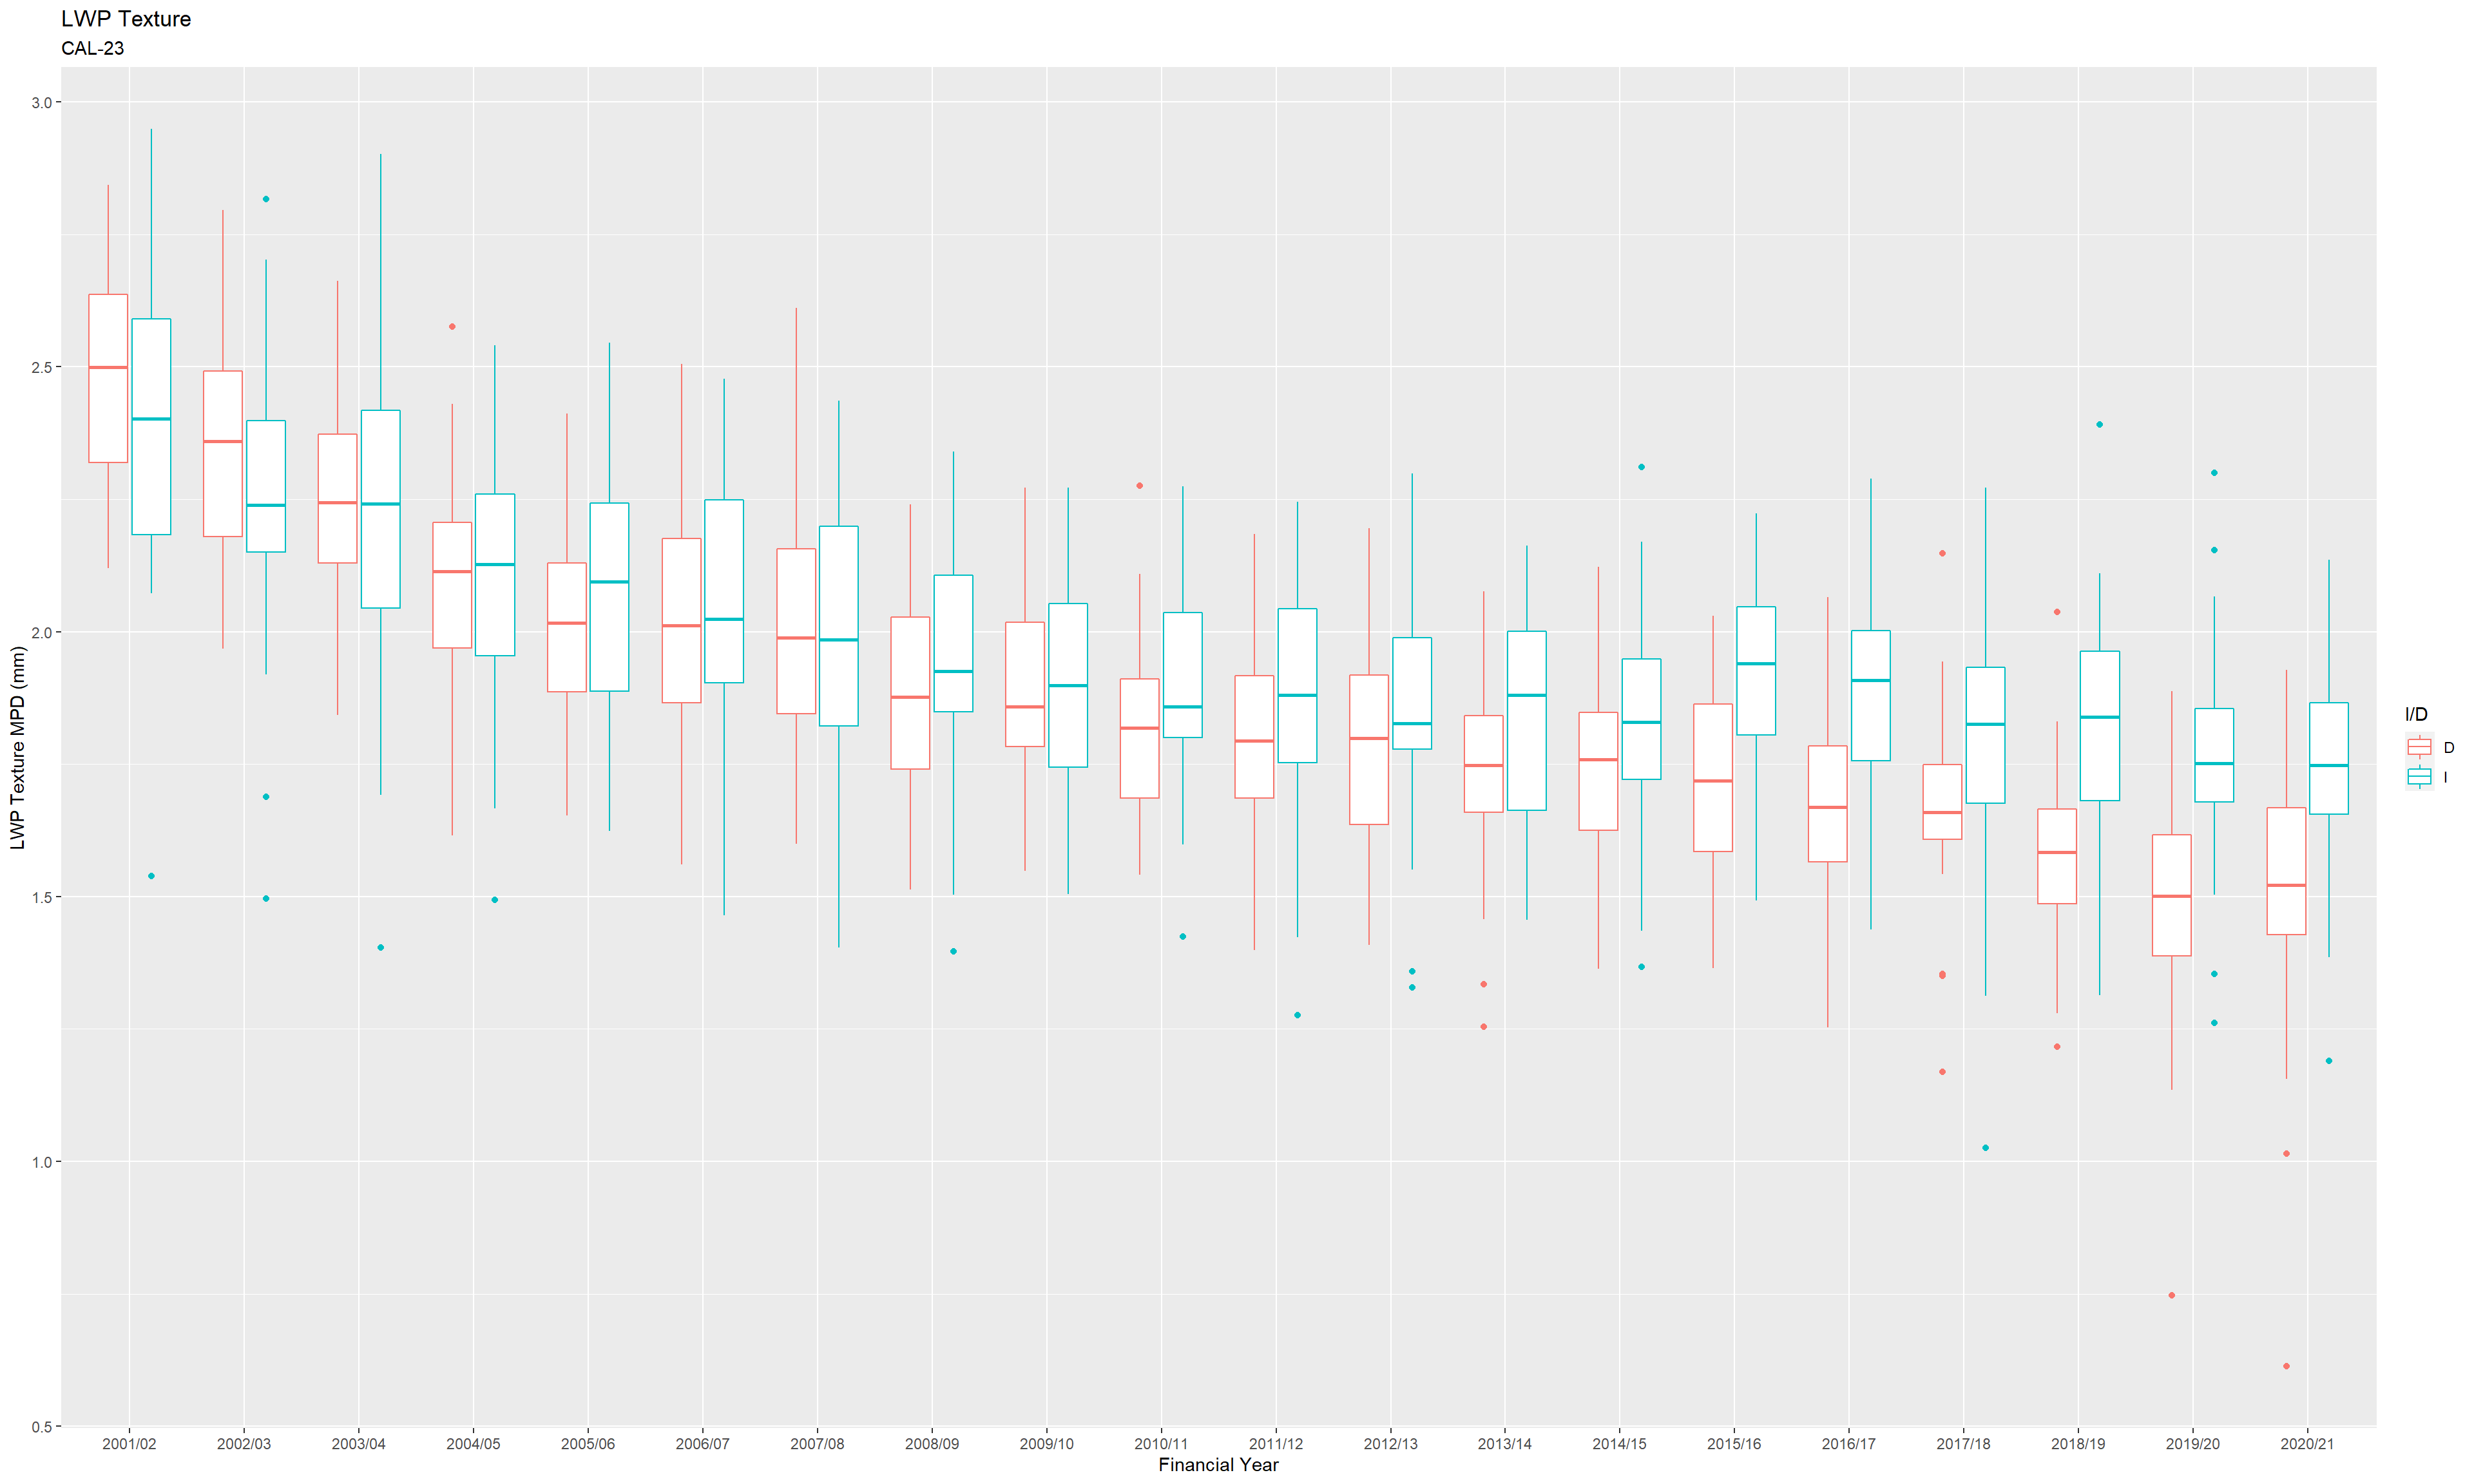 LWP Texture
CAL-23
LWP Texture MPD (mm)
3.0
2.5
2.0
1.5
1.0
0.5
2001/02 2002/03 2003/04 2004/05 2005/06 2006/07 2007/08 2008/09 2009/10 2010/11 2011/12 2012/13 2013/14 2014/15 2015/16 2016/17 2017/18 2018/19 2019/20 2020/21
Financial Year
I/D
D
I